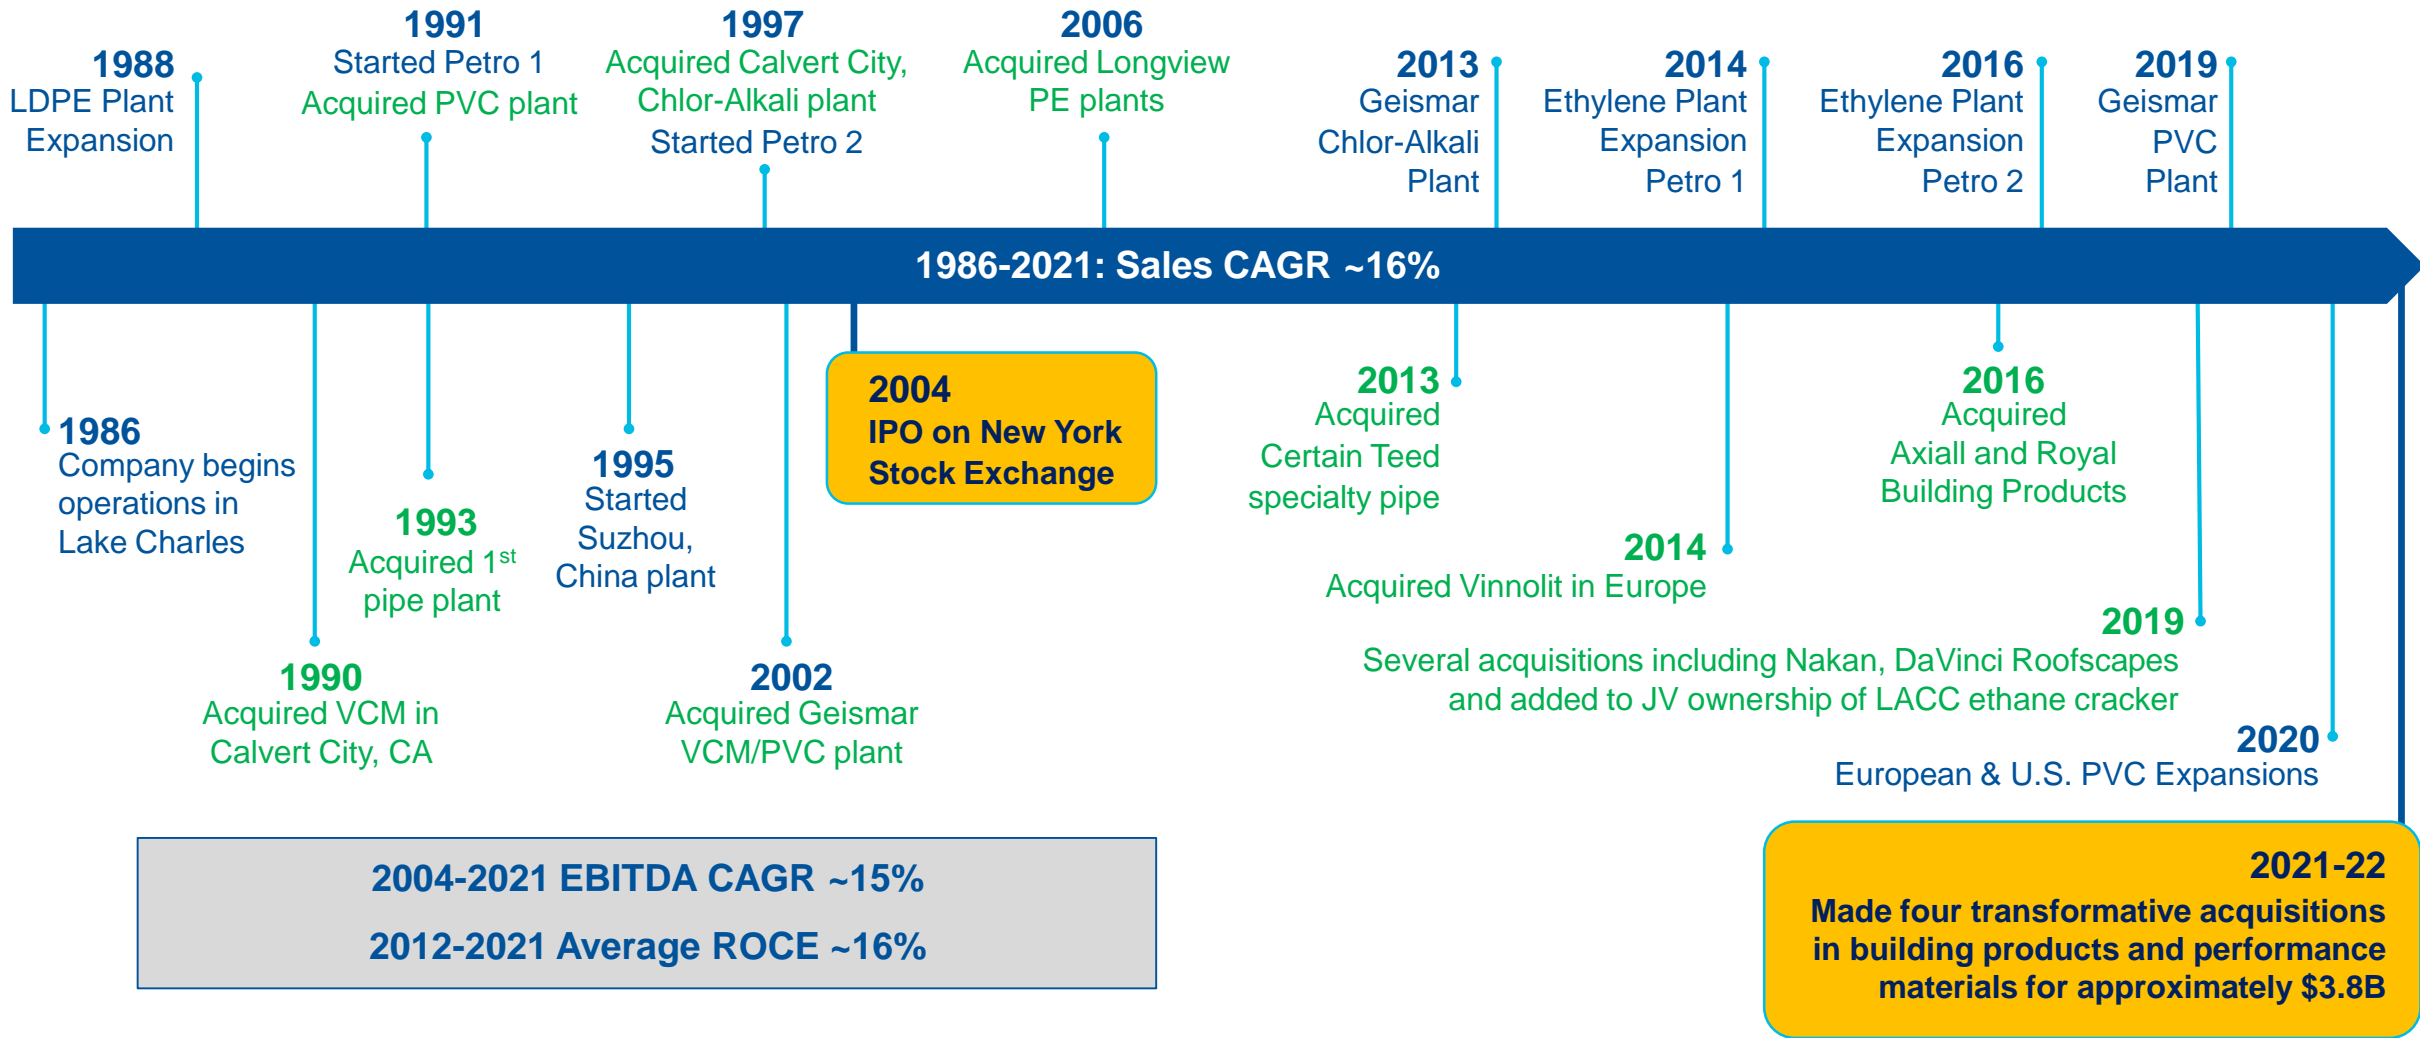 1988
LDPE Plant
Expansion
1991
Started Petro 1
Acquired PVC plant
1997
Acquired Calvert City,
Chlor-Alkali plant
Started Petro 2
2006
Acquired Longview
PE plants
2013
Geismar
Chlor-Alkali
Plant
2014
Ethylene Plant
Expansion
Petro 1
2016
Ethylene Plant
Expansion
Petro 2
2019
Geismar
PVC
Plant
1986-2021: Sales CAGR ~16%
1986
Company begins
operations in
Lake Charles
1990
Acquired VCM in
Calvert City, CA
1993
Acquired 1st
pipe plant
1995
Started
Suzhou,
China plant
2002
Acquired Geismar
VCM/PVC plant
2004
IPO on New York
Stock Exchange
2013
Acquired
Certain Teed
specialty pipe
2014
Acquired Vinnolit in Europe
2016
Acquired
Axiall and Royal
Building Products
2019
Several acquisitions including Nakan, DaVinci Roofscapes
and added to JV ownership of LACC ethane cracker
2020
European & U.S. PVC Expansions
2004-2021 EBITDA CAGR ~15%
2012-2021 Average ROCE ~16%
2021-22
Made four transformative acquisitions
in building products and performance
materials for approximately $3.8B